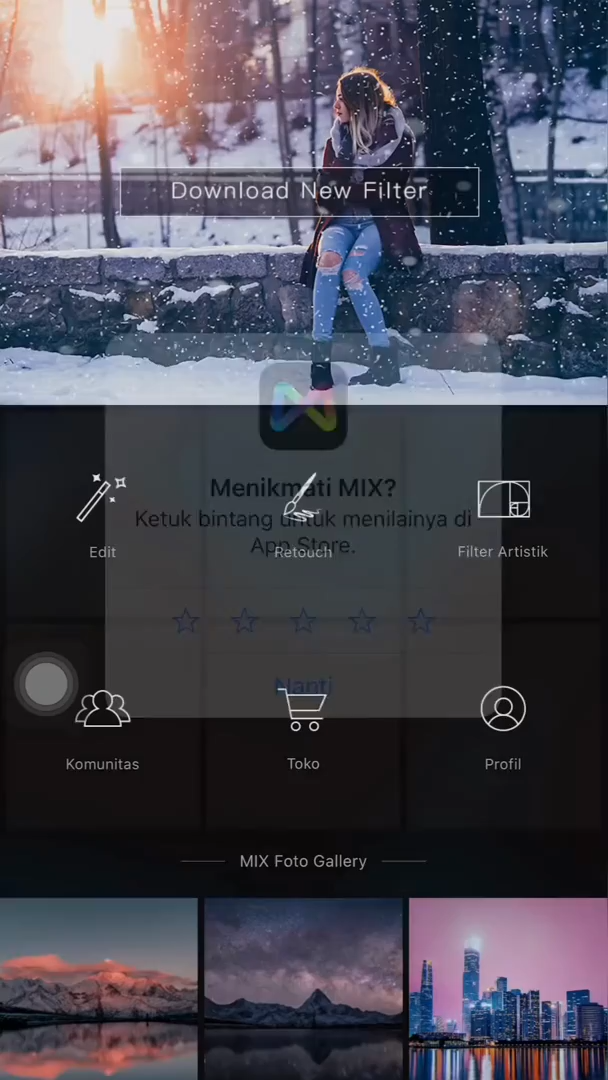 Download New Filter
Menikmati MIX?
Ketuk bintang untuk menilainya di
App Store.
Edit
Retouch
Filter Artistik
Nanti
Komunitas
Toko
Profil
MIX Foto Gallery